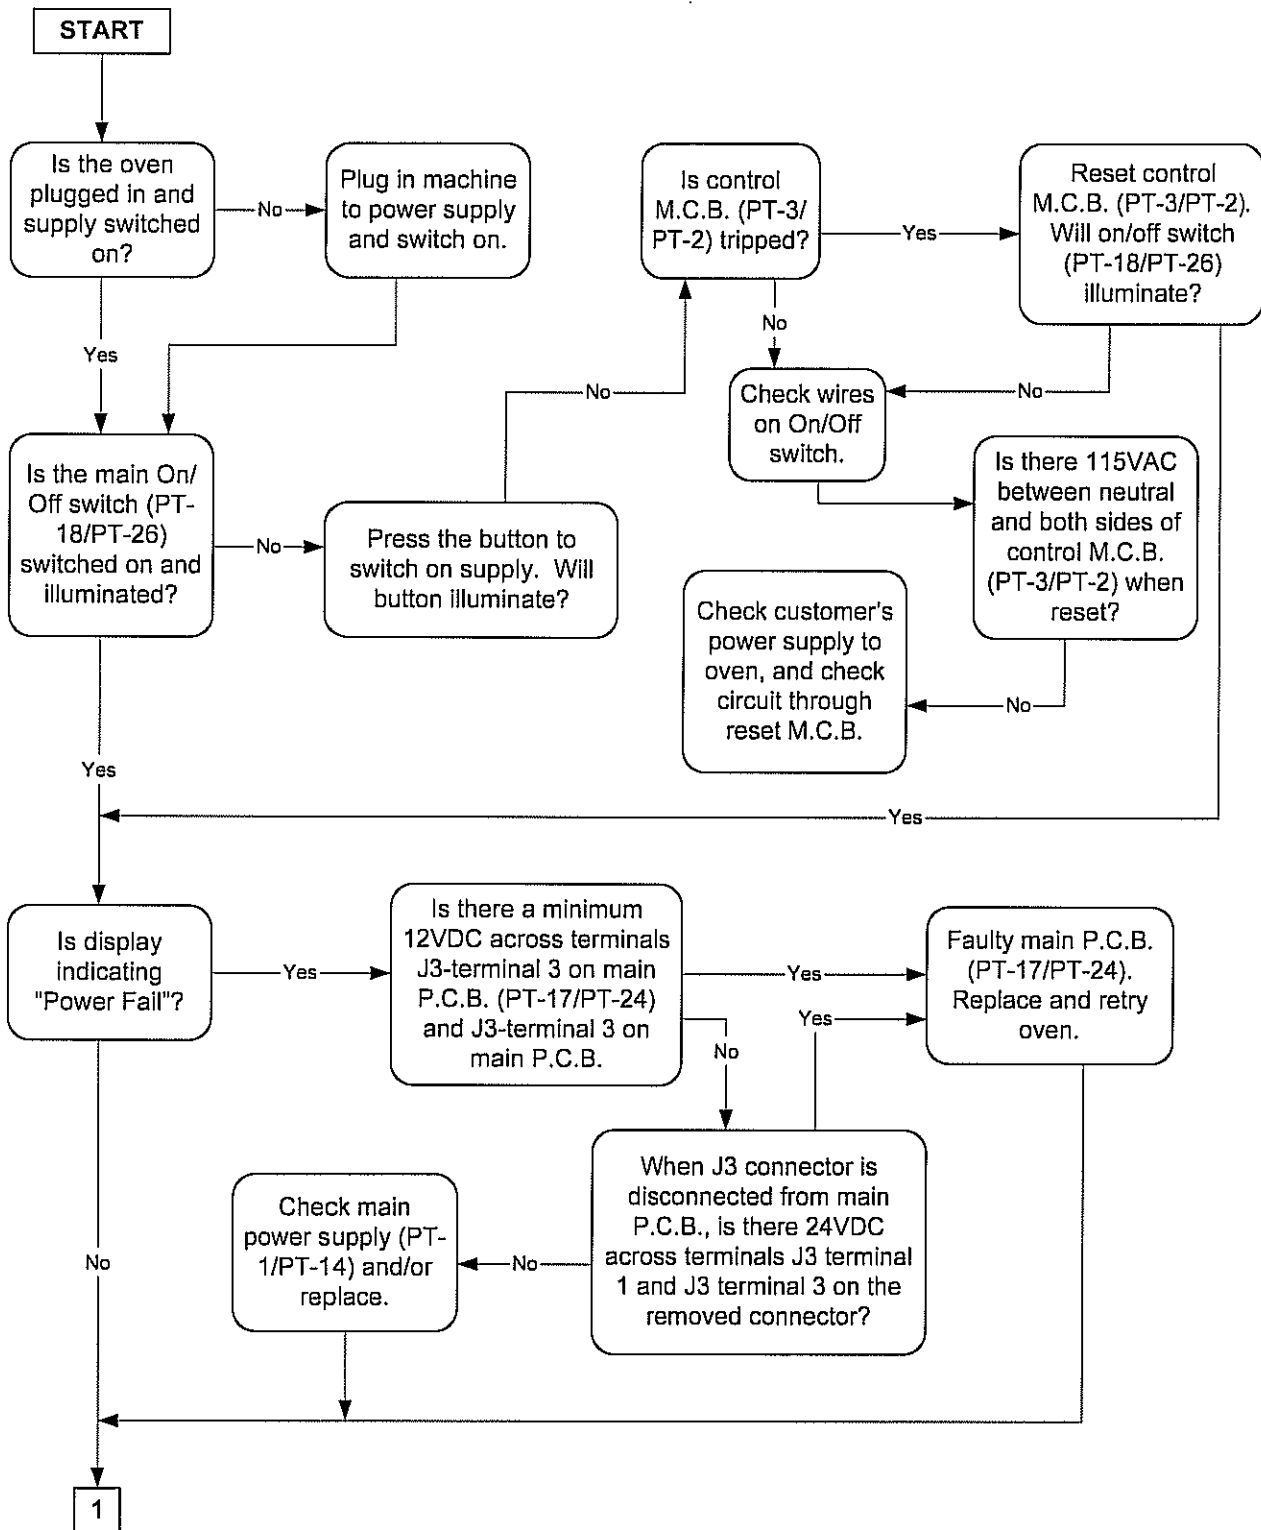 START
Is the oven
plugged in and
supply switched
on?
No
Plug in machine
to power supply
and switch on.
Is control
M.C.B. (PT-3/
PT-2) tripped?
Yes
Reset control
M.C.B. (PT-3/PT-2).
Will on/off switch
(PT-18/PT-26)
illuminate?
Yes
No
No
No
Check wires
on On/Off
switch.
Is the main On/
Off switch (PT-
18/PT-26)
switched on and
illuminated?
No
Press the button to
switch on supply.  Will
button illuminate?
Is there 115VAC
between neutral
and both sides of
control M.C.B.
(PT-3/PT-2) when
reset?
No
Check customer's
power supply to
oven, and check
circuit through
reset M.C.B.
Yes
Yes
Is display
indicating
"Power Fail"?
Yes
Is there a minimum
12VDC across terminals
J3-terminal 3 on main
P.C.B. (PT-17/PT-24)
and J3-terminal 3 on
main P.C.B.
Yes
Yes
No
Faulty main P.C.B.
(PT-17/PT-24).
Replace and retry
oven.
When J3 connector is
disconnected from main
P.C.B., is there 24VDC
across terminals J3 terminal
1 and J3 terminal 3 on the
removed connector?
No
Check main
power supply (PT-
1/PT-14) and/or
replace.
No
1